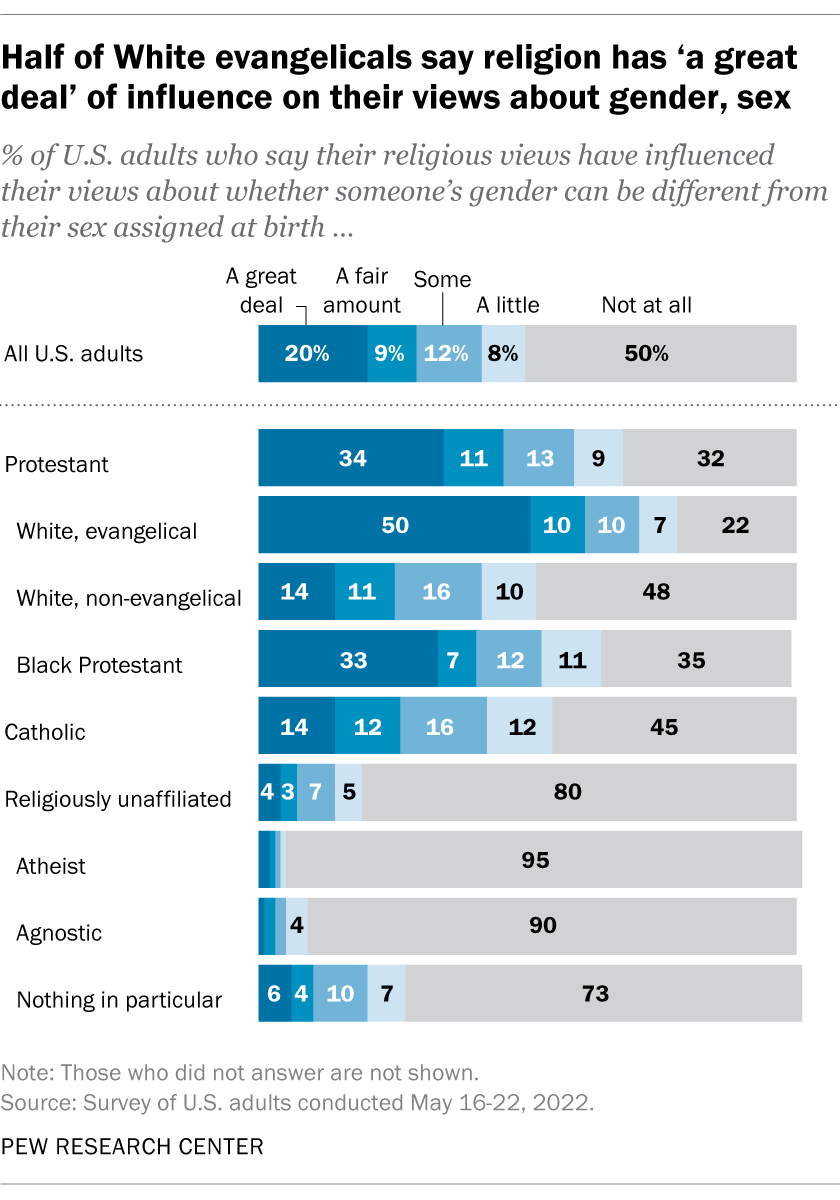 Half of White evangelicals say religion has ‘a great
deal’ of influence on their views about gender, sex
% of U.S. adults who say their religious views have influenced
their views about whether someone’s gender can be different from
their sex assigned at birth ...
A great deal
A fair amount
Some
A little
Not at all
All U.S. adults 20% 9% 12% 8% 50%
Protestant 34 11 13 9 32
White, evangelical 50 10 10 7 22
White, non-evangelical 14 11 16 10 48
Black Protestant 33 7 12 11 35
Catholic 14 12 16 12 45
Religiously unaffiliated 4 3 7 5 80
Atheist 95
Agnostic 4 90
Nothing in particular 6 4 10 7 73
Note: Those who did not answer are not shown.
Source: Survey of U.S. adults conducted May 16-22, 2022.
PEW RESEARCH CENTER